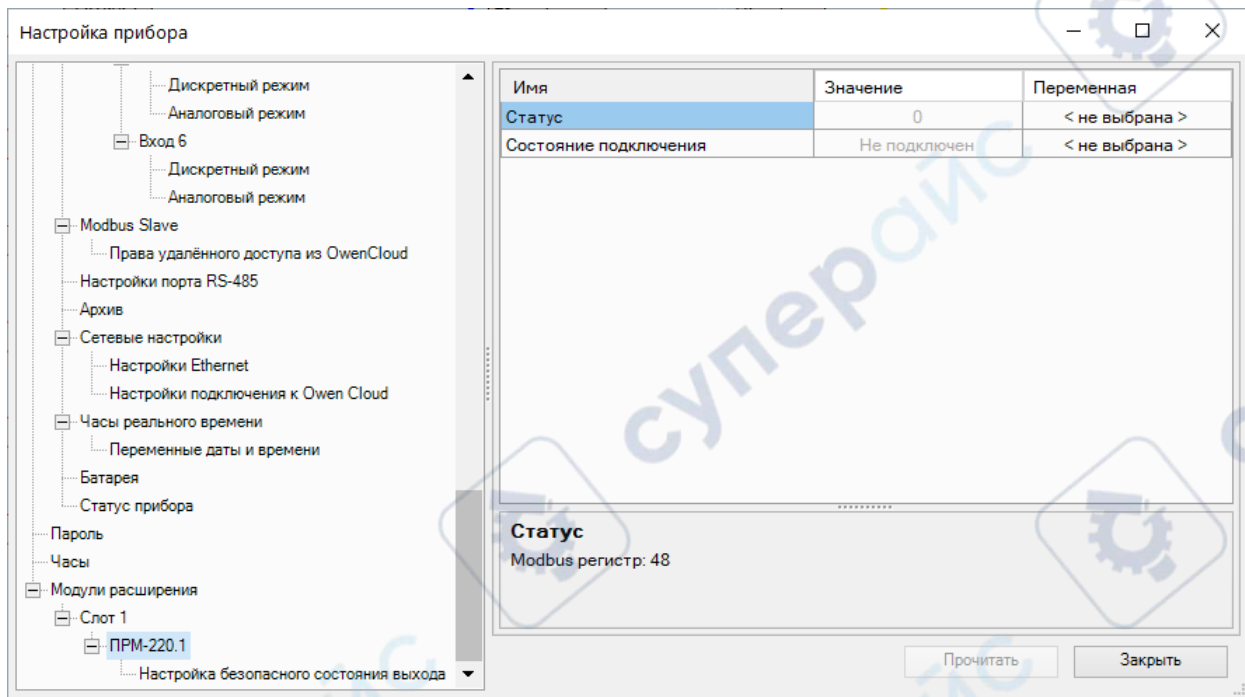 Настройка прибора
Дискретный режим
Аналоговый режим
Вход 6
Дискретный режим
Аналоговый режим
Modbus Slave
Права удалённого доступа из OwenCloud
Настройки порта RS-485
Архив
Сетевые настройки
Настройки Ethernet
Настройки подключения к Owen Cloud
Часы реального времени
Переменные даты и времени
Батарея
Статус прибора
Пароль
Часы
Модули расширения
Слот 1
ПРМ-220.1
Настройка безопасного состояния выхода
Имя Значение Переменная
Статус 0 < не выбрана >
Состояние подключения Не подключен < не выбрана >
суперайс
Статус
Modbus регистр: 48
Прочитать Закрыть